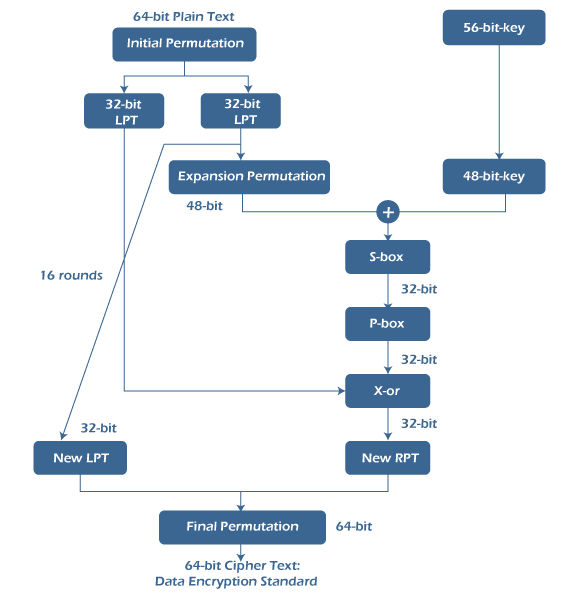 64-bit Plain Text
56-bit-key
Initial Permutation
32-bit
LPT
32-bit
LPT
Expansion Permutation
48-bit-key
48-bit
+
S-box
16 rounds
32-bit
P-box
32-bit
X-or
32-bit
32-bit
New LPT
New RPT
Final Permutation
64-bit
64-bit Cipher Text:
Data Encryption Standard